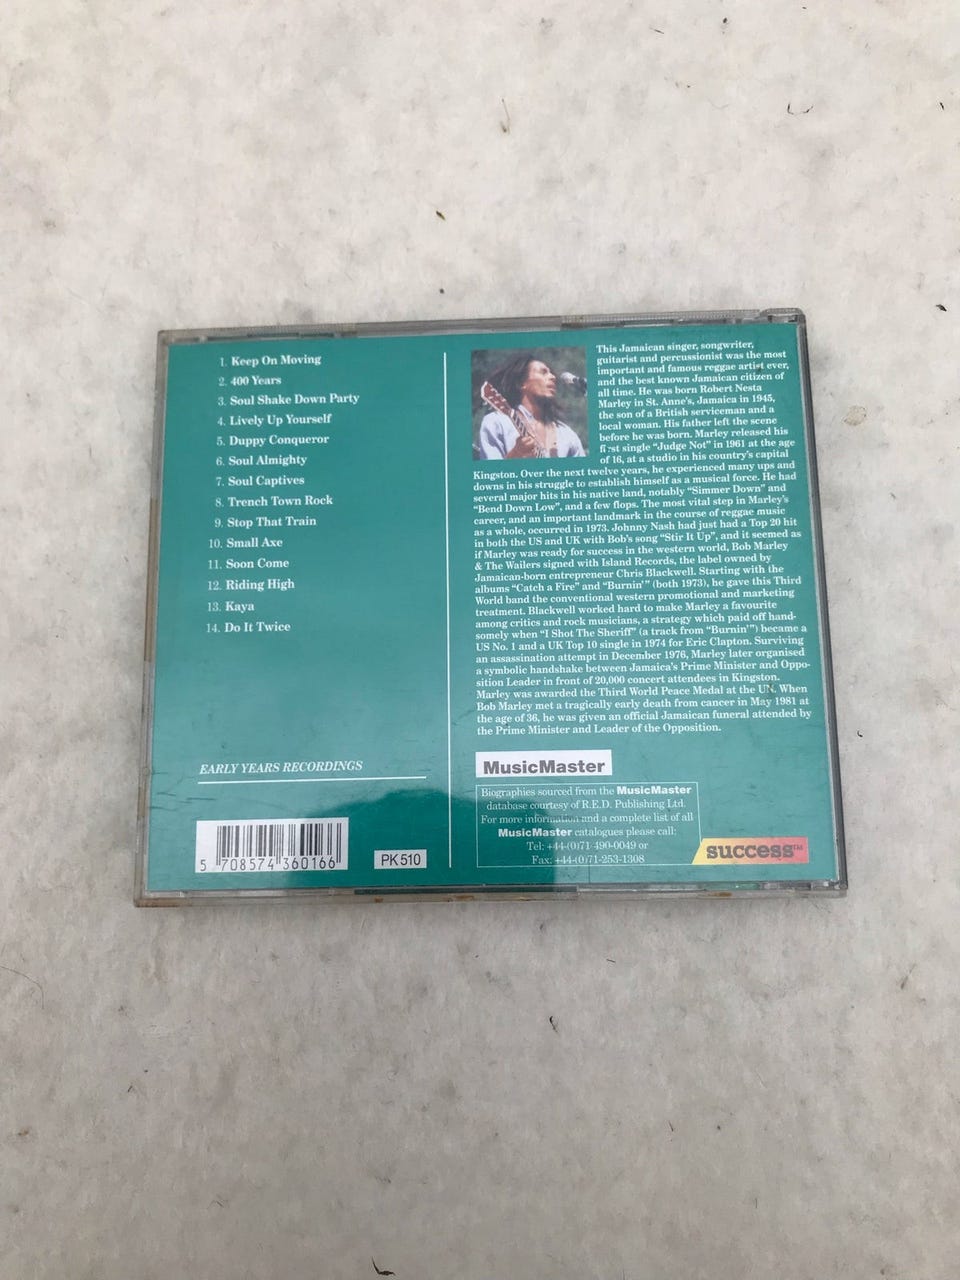 1. Keep On Moving
2. 400 Years
3. Soul Shake Down Party
4. Lively Up Yourself
5. Duppy Conqueror
6. Soul Almighty
7. Soul Captives
8. Trench Town Rock
9. Stop That Train
10. Small Axe
11. Soon Come
12. Riding High
13. Kaya
14. Do It Twice
EARLY YEARS RECORDINGS
5 708574 360166
PK 510
This Jamaican singer, songwriter,
guitarist and percussionist was the most
important and famous reggae artist ever,
and the best known Jamaican citizen of
all time. He was born Robert Nesta
Marley in St. Anne's, Jamaica in 1945,
the son of a British serviceman and a
local woman. His father left the scene
before he was born. Marley released his
first single “Judge Not” in 1961 at the age
of 16, at a studio in his country's capital
Kingston. Over the next twelve years, he experienced many ups and
downs in his struggle to establish himself as a musical force. He had
several major hits in his native land, notably “Simmer Down” and
“Bend Down Low”, and a few flops. The most vital step in Marley's
career, and an important landmark in the course of reggae music
as a whole, occurred in 1973. Johnny Nash had just had a Top 20 hit
in both the US and UK with Bob's song “Stir It Up”, and it seemed as
if Marley was ready for success in the western world, Bob Marley
& The Wailers signed with Island Records, the label owned by
Jamaican-born entrepreneur Chris Blackwell. Starting with the
albums “Catch a Fire” and “Burnin'” (both 1973), he gave this Third
World band the conventional western promotional and marketing
treatment. Blackwell worked hard to make Marley a favourite
among critics and rock musicians, a strategy which paid off hand-
somely when “I Shot The Sheriff” (a track from “Burnin'”) became a
US No. 1 and a UK Top 10 single in 1974 for Eric Clapton. Surviving
an assassination attempt in December 1976, Marley later organised
a symbolic handshake between Jamaica's Prime Minister and Oppo-
sition Leader in front of 20,000 concert attendees in Kingston.
Marley was awarded the Third World Peace Medal at the UN. When
Bob Marley met a tragically early death from cancer in May 1981 at
the age of 36, he was given an official Jamaican funeral attended by
the Prime Minister and Leader of the Opposition.
MusicMaster
Biographies sourced from the MusicMaster
database courtesy of R.E.D. Publishing Ltd.
For more information and a complete list of all
MusicMaster catalogues please call:
Tel: +44-(0)71-490-0049 or
Fax: +44-(0)71-253-1308
success™